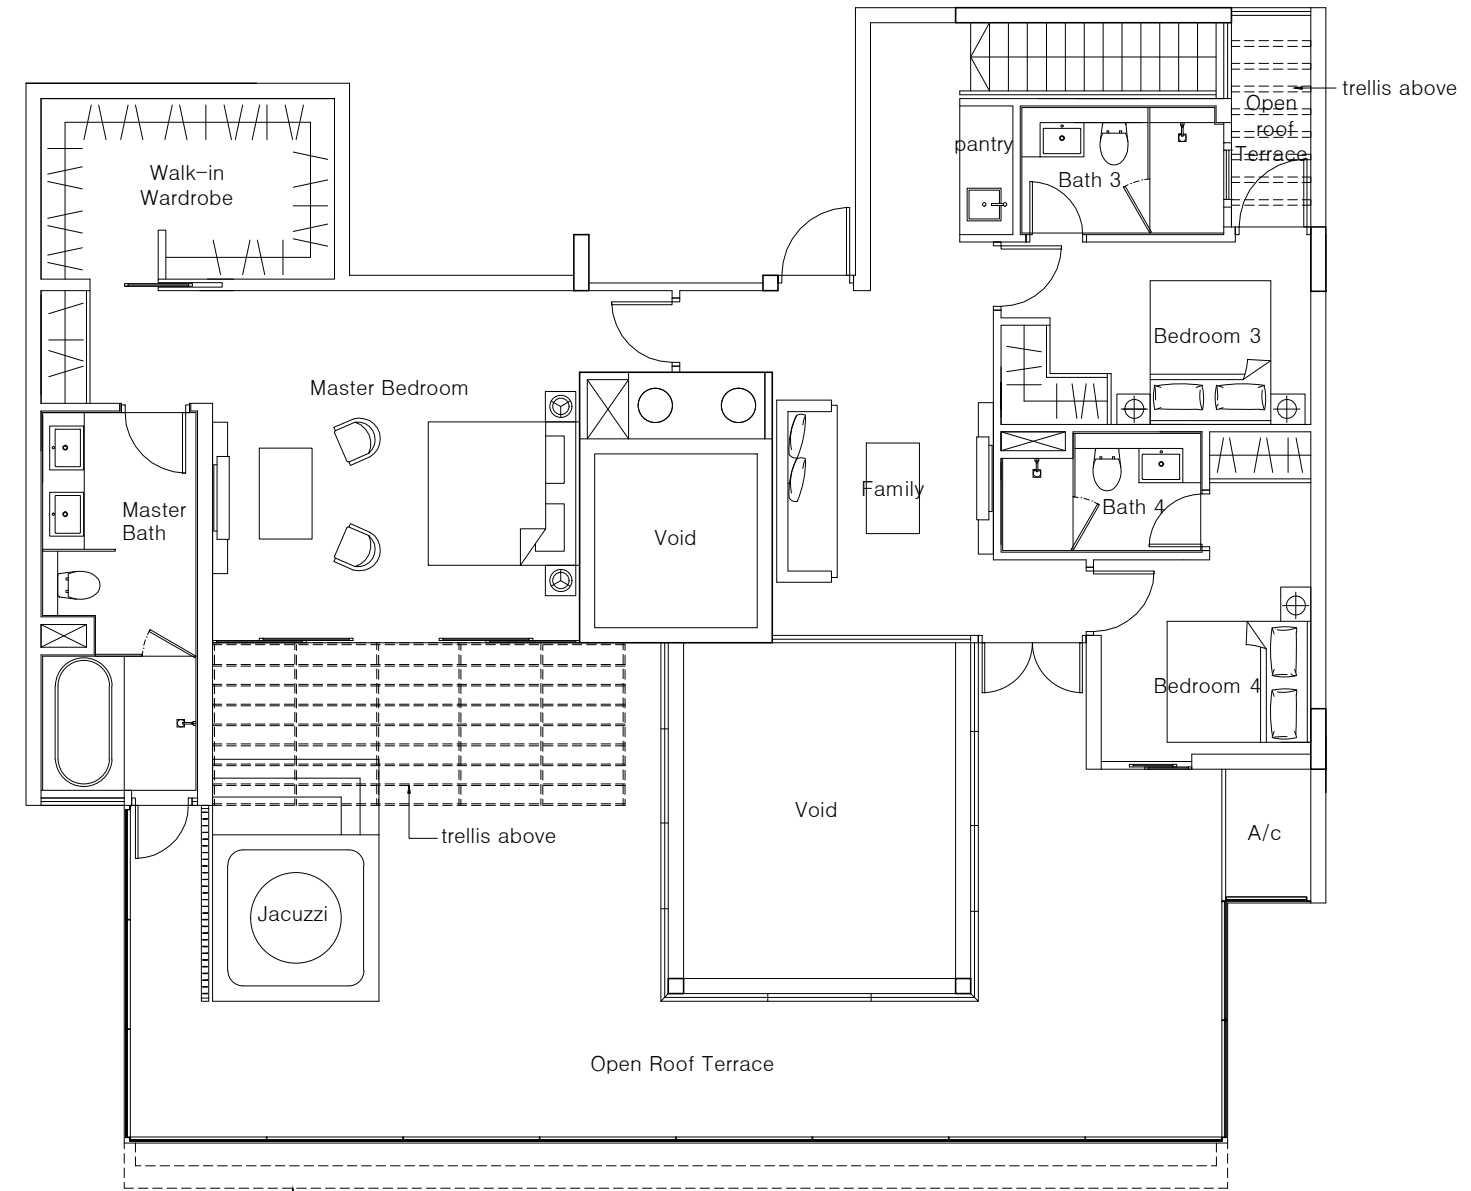 trellis above
Open
roof
Terrace
pantry
Bath 3
Walk-in
Wardrobe
Bedroom 3
Master Bedroom
Family
Bath 4
Master
Bath
Void
Bedroom 4
Void
trellis above
A/c
Jacuzzi
Open Roof Terrace